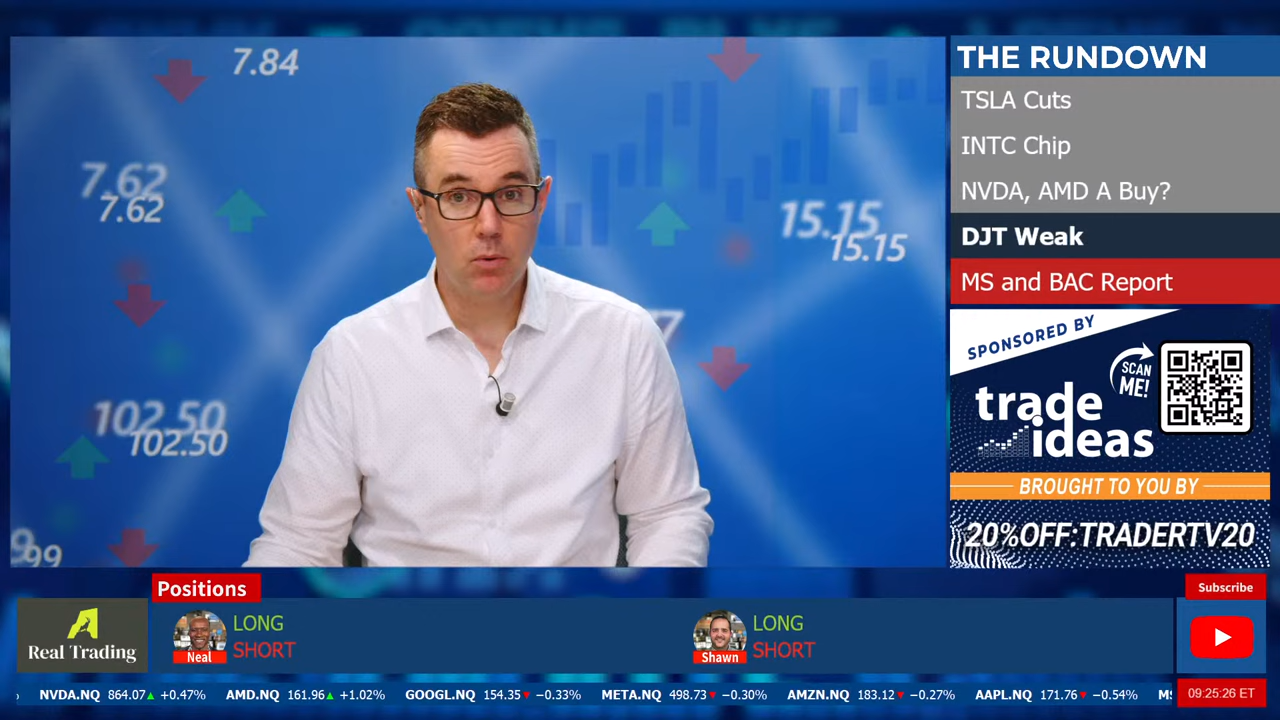 7.84
7.62
7.62
15.15
15.15
7
102.50
102.50
99
THE RUNDOWN
TSLA Cuts
INTC Chip
NVDA, AMD A Buy?
DJT Weak
MS and BAC Report
SPONSORED BY
SCAN
ME!
trade
ideas
BROUGHT TO YOU BY
20%OFF:TRADERTV20
Positions
Subscribe
Real Trading
LONG
SHORT
Neal
LONG
SHORT
Shawn
NVDA.NQ 864.07 +0.47% AMD.NQ 161.96 +1.02% GOOGL.NQ 154.35 −0.33% META.NQ 498.73 −0.30% AMZN.NQ 183.12 −0.27% AAPL.NQ 171.76 −0.54%
09:25:26 ET